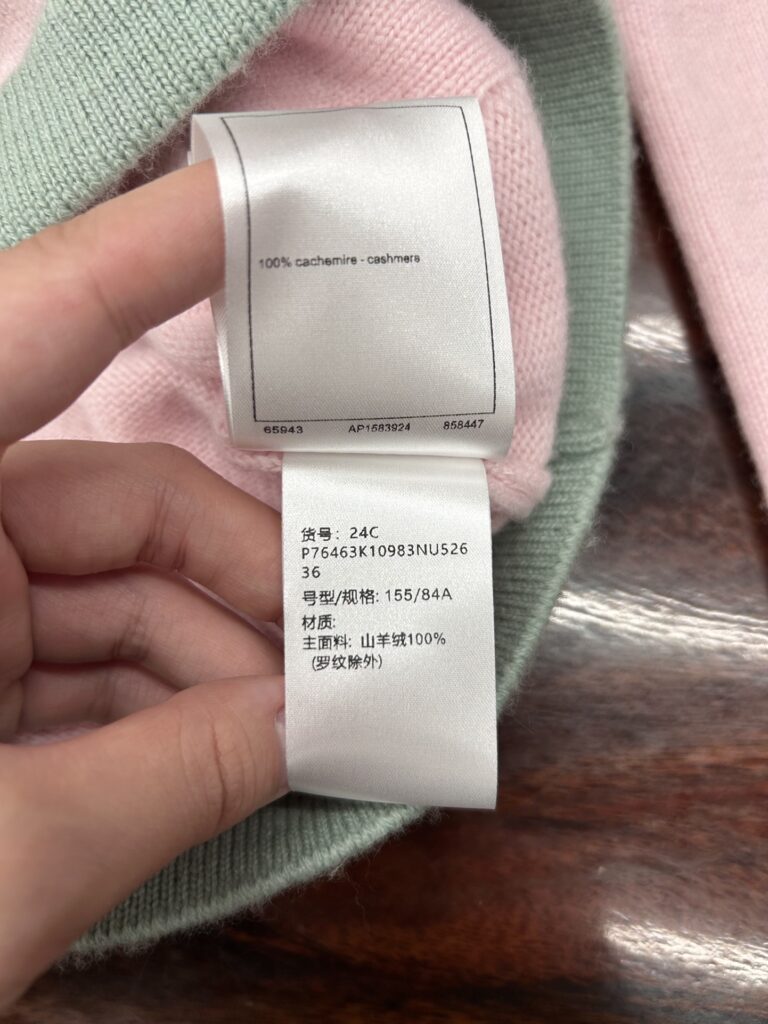 100% cachemire - cashmere
65943 AP1583924 858447
货号: 24C
P76463K10983NU526
36
号型/规格: 155/84A
材质:
主面料: 山羊绒100%
(罗纹除外)